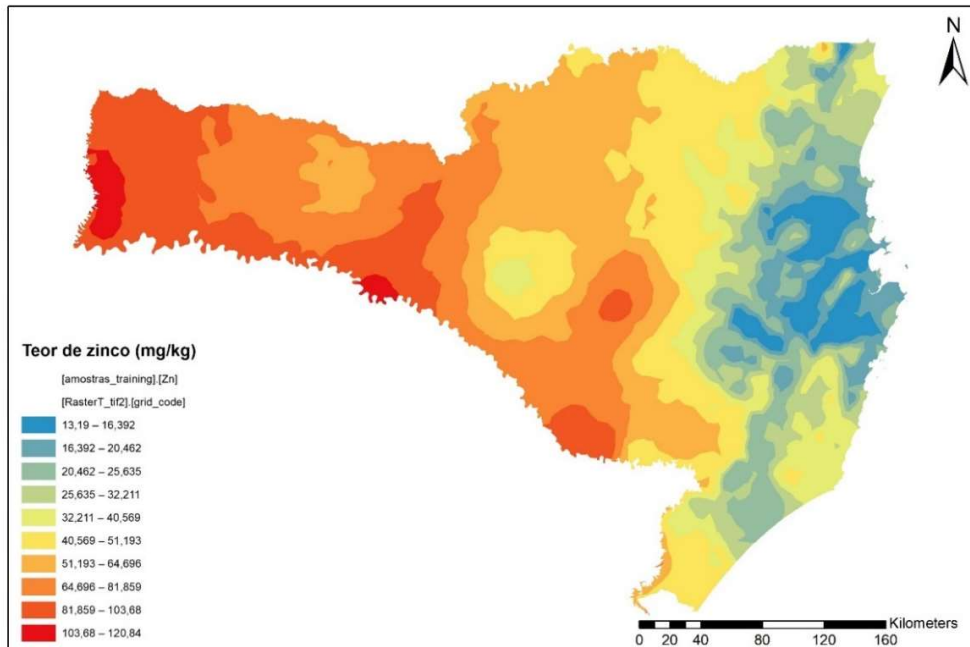 N
Teor de zinco (mg/kg)
[amostras_training].[Zn]
[RasterT_tif2].[grid_code]
13,19 – 16,392
16,392 – 20,462
20,462 – 25,635
25,635 – 32,211
32,211 – 40,569
40,569 – 51,193
51,193 – 64,696
64,696 – 81,859
81,859 – 103,68
103,68 – 120,84
Kilometers
0 20 40 80 120 160